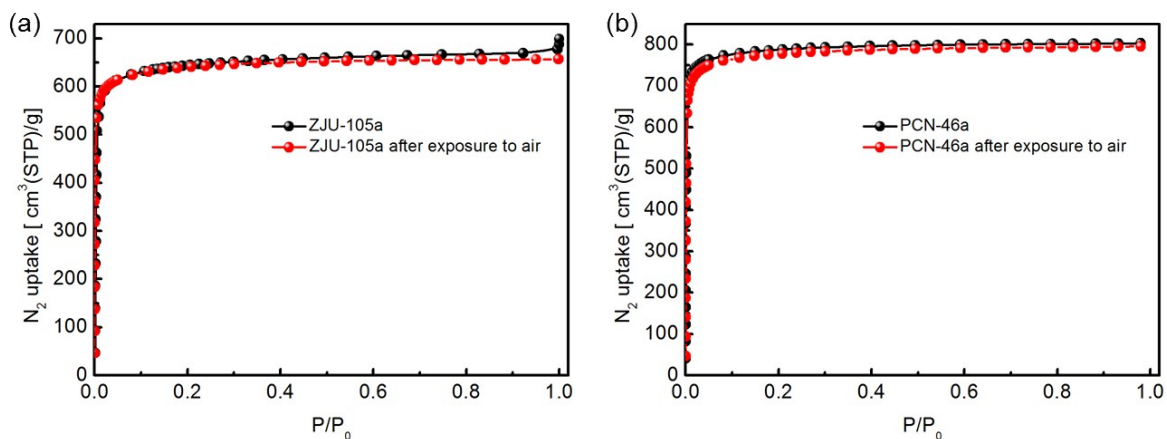 (a)
700
600
500
400
300
200
100
0
N₂ uptake [ cm³(STP)/g]
ZJU-105a
ZJU-105a after exposure to air
0.0 0.2 0.4 0.6 0.8 1.0
P/P₀
(b)
900
800
700
600
500
400
300
200
100
0
N₂ uptake [ cm³(STP)/g]
PCN-46a
PCN-46a after exposure to air
0.0 0.2 0.4 0.6 0.8 1.0
P/P₀